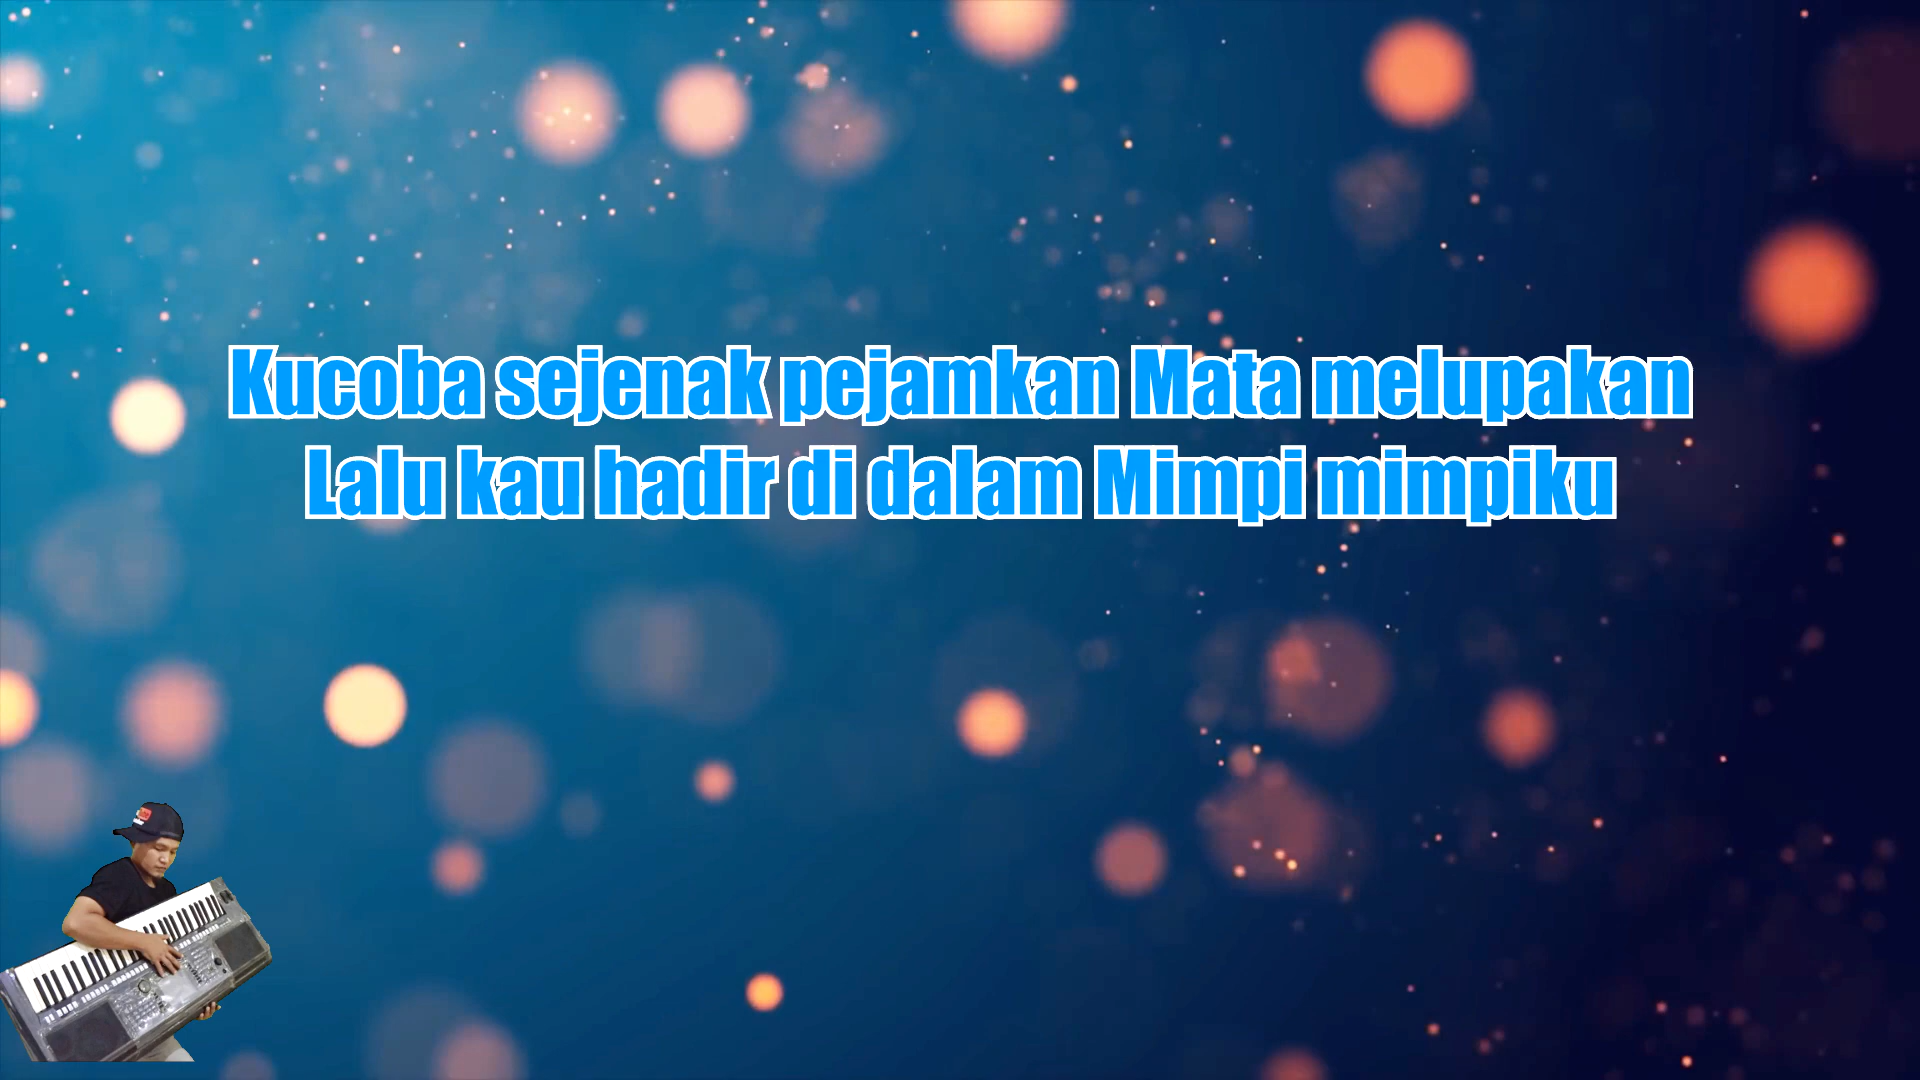 Kucoba sejenak pejamkan Mata melupakan
Lalu kau hadir di dalam Mimpi mimpiku